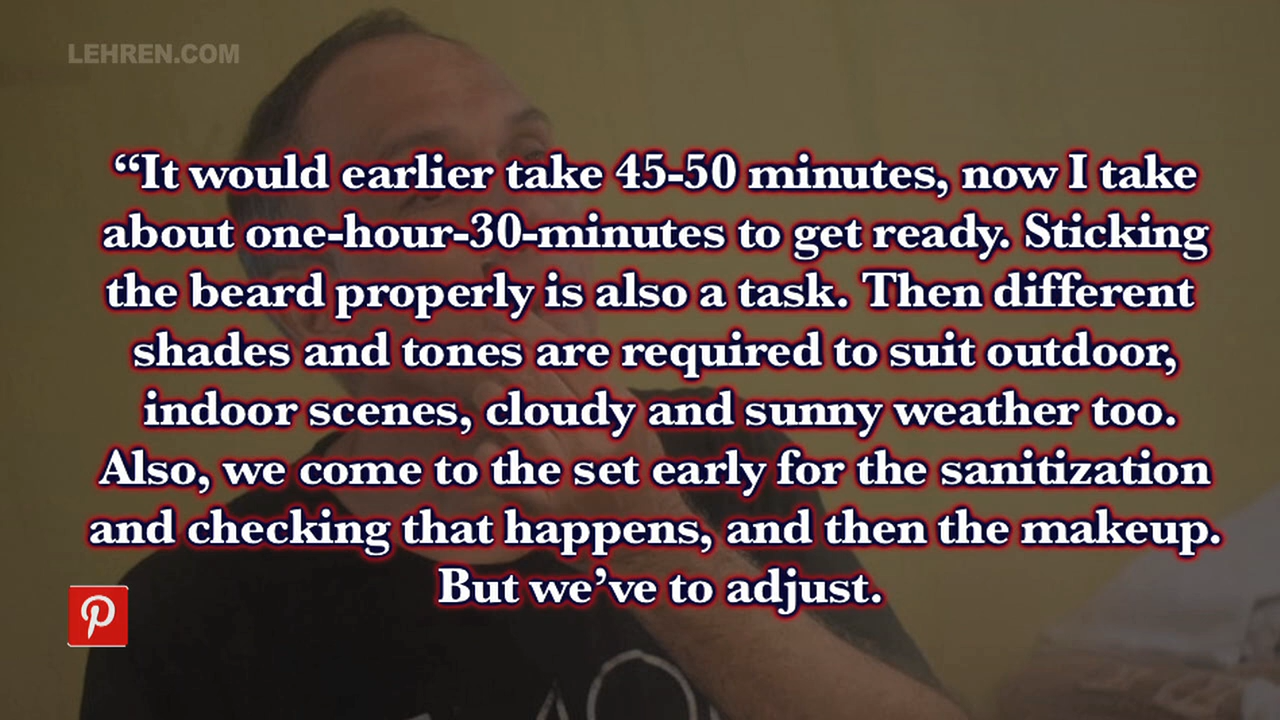 LEHREN.COM
“It would earlier take 45-50 minutes, now I take
about one-hour-30-minutes to get ready. Sticking
the beard properly is also a task. Then different
shades and tones are required to suit outdoor,
indoor scenes, cloudy and sunny weather too.
Also, we come to the set early for the sanitization
and checking that happens, and then the makeup.
But we’ve to adjust.